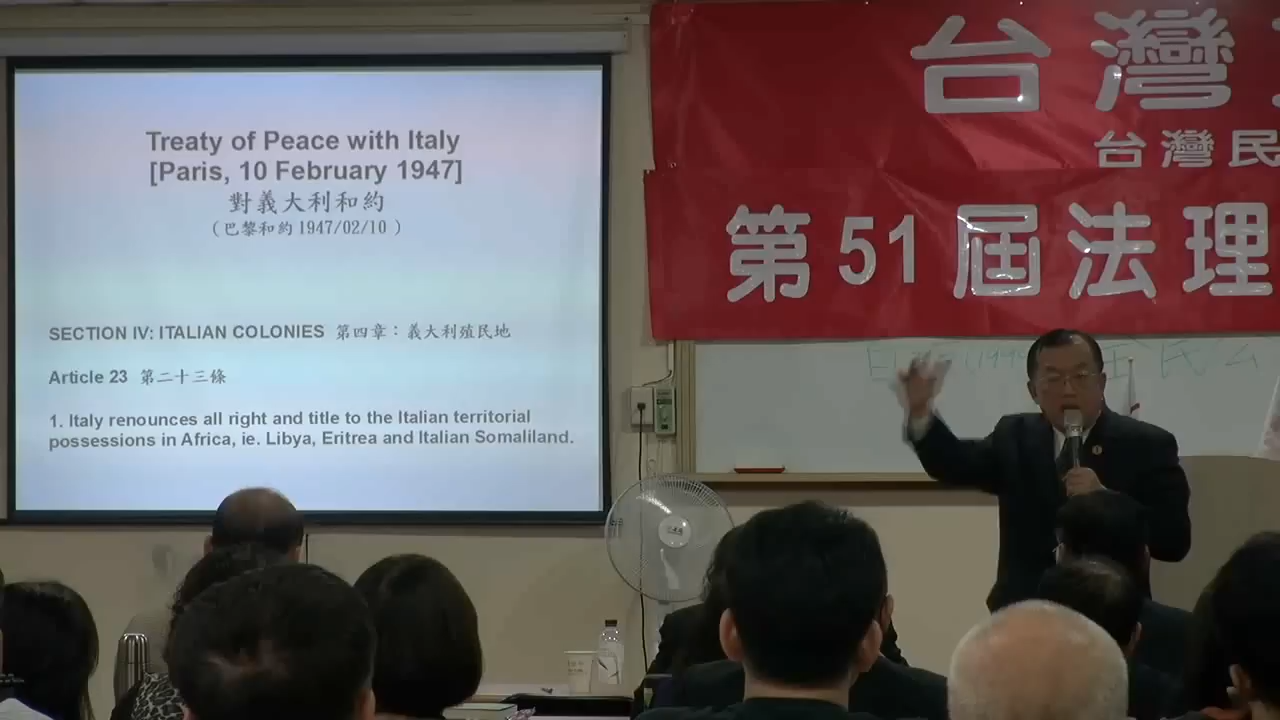 Treaty of Peace with Italy
[Paris, 10 February 1947]
對義大利和約
(巴黎和約 1947/02/10 )
SECTION IV: ITALIAN COLONIES 第四章：義大利殖民地
Article 23 第二十三條
1. Italy renounces all right and title to the Italian territorial
possessions in Africa, ie. Libya, Eritrea and Italian Somaliland.
台灣
台灣民
第51屆法理